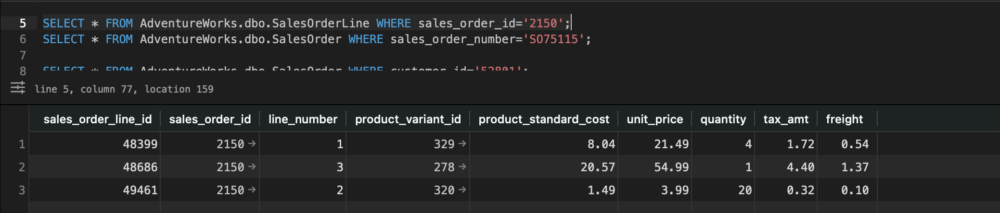 5 SELECT * FROM AdventureWorks.dbo.SalesOrderLine WHERE sales_order_id='2150';
6 SELECT * FROM AdventureWorks.dbo.SalesOrder WHERE sales_order_number='SO75115';
7
8 SELECT * FROM AdventureWorks.dbo.SalesOrder WHERE customer_id='52801';
line 5, column 77, location 159
sales_order_line_id sales_order_id line_number product_variant_id product_standard_cost unit_price quantity tax_amt freight
1 48399 2150 → 1 329 → 8.04 21.49 4 1.72 0.54
2 48686 2150 → 3 278 → 20.57 54.99 1 4.40 1.37
3 49461 2150 → 2 320 → 1.49 3.99 20 0.32 0.10